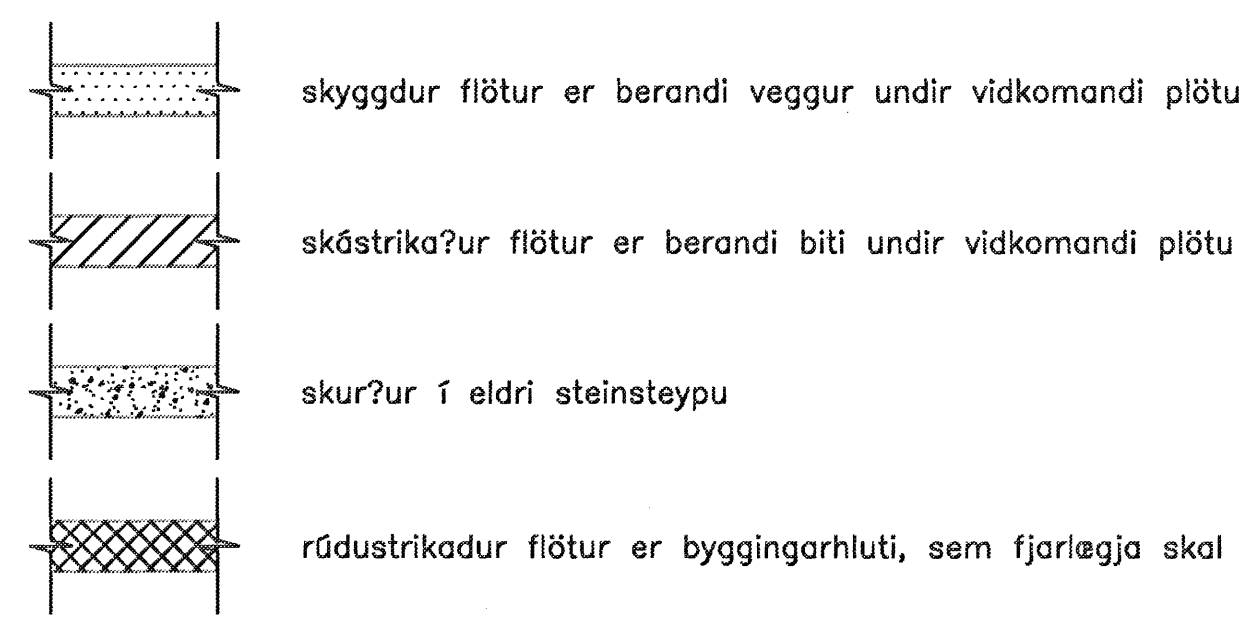 skyggdur flötur er berandi veggur undir vidkomandi plötu
skástrika?ur flötur er berandi biti undir vidkomandi plötu
skur?ur í eldri steinsteypu
rúdustrikadur flötur er byggingarhluti, sem fjarlægja skal